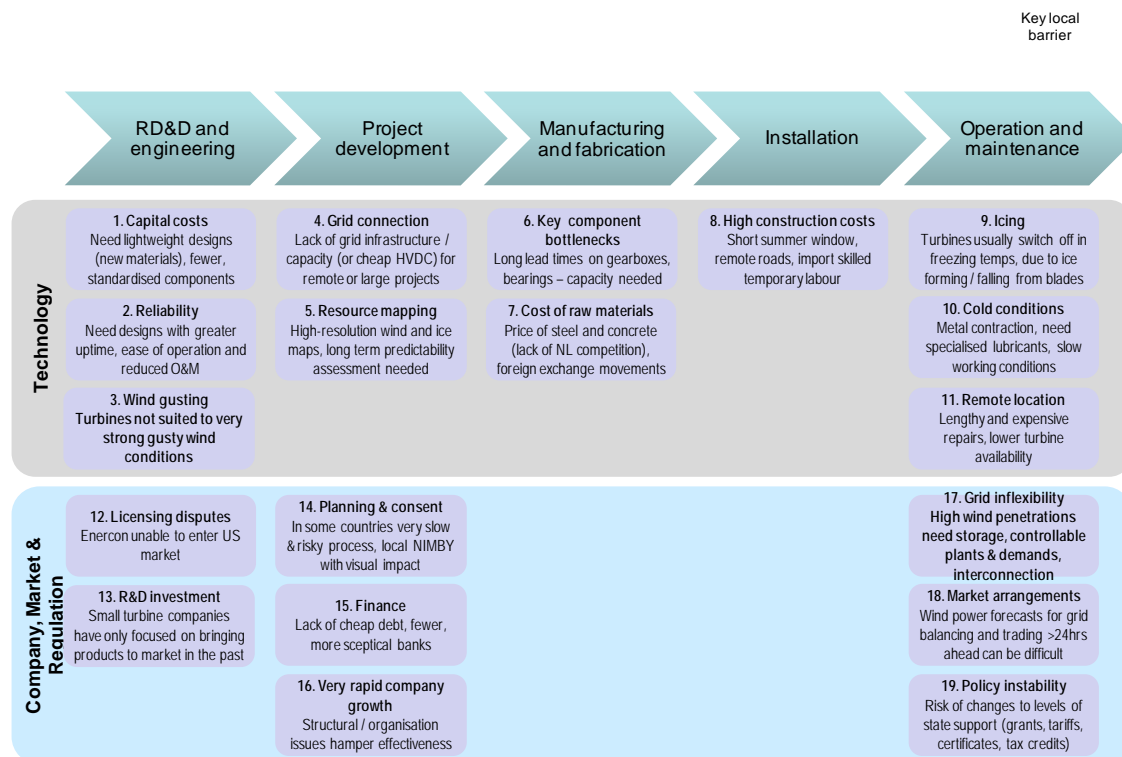 Key local
barrier
RD&D and
engineering
Project
development
Manufacturing
and fabrication
Installation
Operation and
maintenance
Technology
1. Capital costs
Need lightweight designs
(new materials), fewer,
standardised components
2. Reliability
Need designs with greater
uptime, ease of operation and
reduced O&M
3. Wind gusting
Turbines not suited to very
strong gusty wind
conditions
4. Grid connection
Lack of grid infrastructure /
capacity (or cheap HVDC) for
remote or large projects
5. Resource mapping
High-resolution wind and ice
maps, long term predictability
assessment needed
6. Key component
bottlenecks
Long lead times on gearboxes,
bearings – capacity needed
7. Cost of raw materials
Price of steel and concrete
(lack of NL competition),
foreign exchange movements
8. High construction costs
Short summer window,
remote roads, import skilled
temporary labour
9. Icing
Turbines usually switch off in
freezing temps, due to ice
forming / falling from blades
10. Cold conditions
Metal contraction, need
specialised lubricants, slow
working conditions
11. Remote location
Lengthy and expensive
repairs, lower turbine
availability
Company, Market &
Regulation
12. Licensing disputes
Enercon unable to enter US
market
13. R&D investment
Small turbine companies
have only focused on bringing
products to market in the past
14. Planning & consent
In some countries very slow
& risky process, local NIMBY
with visual impact
15. Finance
Lack of cheap debt, fewer,
more sceptical banks
16. Very rapid company
growth
Structural / organisation
issues hamper effectiveness
17. Grid inflexibility
High wind penetrations
need storage, controllable
plants & demands,
interconnection
18. Market arrangements
Wind power forecasts for grid
balancing and trading >24hrs
ahead can be difficult
19. Policy instability
Risk of changes to levels of
state support (grants, tariffs,
certificates, tax credits)